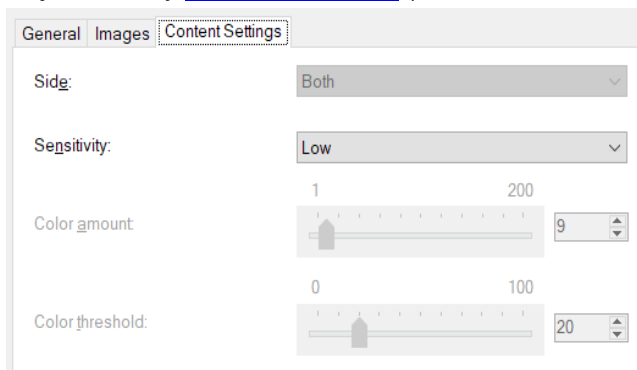 General Images Content Settings
Side: Both
Sensitivity: Low
1 200
Color amount: 9
0 100
Color threshold: 20